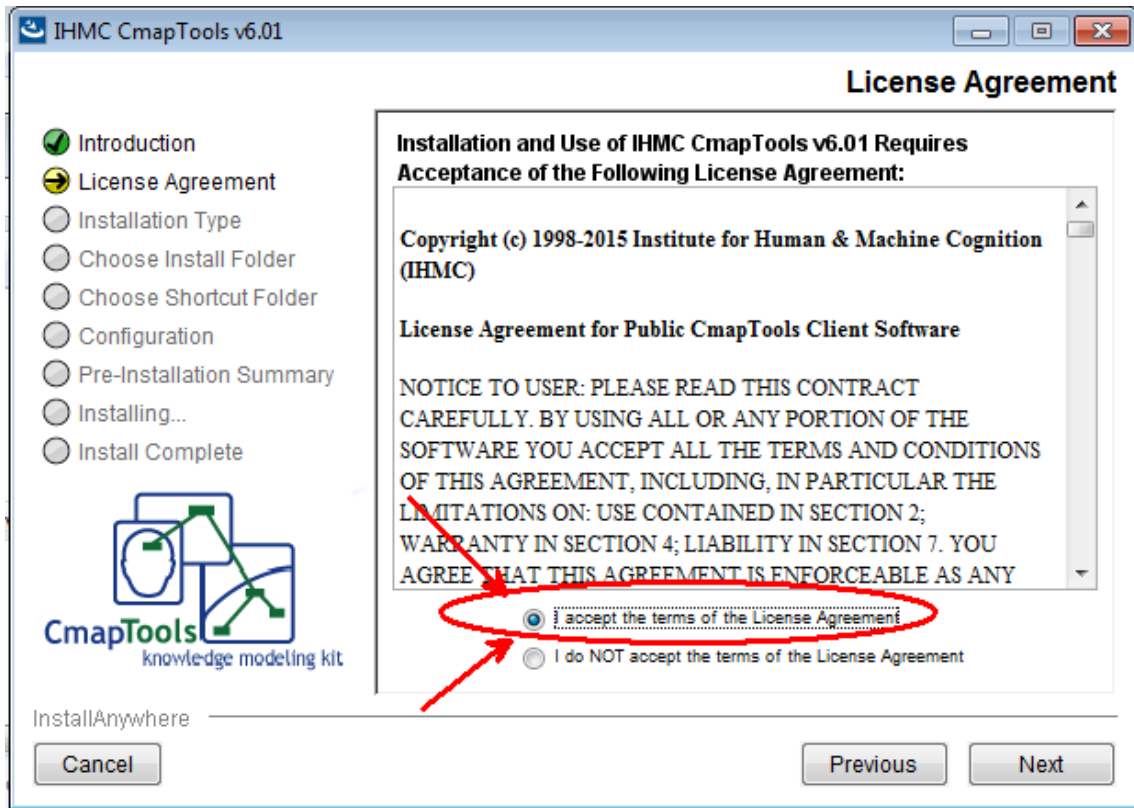 IHMC CmapTools v6.01
License Agreement
Introduction
License Agreement
Installation Type
Choose Install Folder
Choose Shortcut Folder
Configuration
Pre-Installation Summary
Installing...
Install Complete
CmapTools
knowledge modeling kit
Installation and Use of IHMC CmapTools v6.01 Requires
Acceptance of the Following License Agreement:
Copyright (c) 1998-2015 Institute for Human & Machine Cognition
(IHMC)
License Agreement for Public CmapTools Client Software
NOTICE TO USER: PLEASE READ THIS CONTRACT
CAREFULLY. BY USING ALL OR ANY PORTION OF THE
SOFTWARE YOU ACCEPT ALL THE TERMS AND CONDITIONS
OF THIS AGREEMENT, INCLUDING, IN PARTICULAR THE
LIMITATIONS ON: USE CONTAINED IN SECTION 2;
WARRANTY IN SECTION 4; LIABILITY IN SECTION 7. YOU
AGREE THAT THIS AGREEMENT IS ENFORCEABLE AS ANY
I accept the terms of the License Agreement
I do NOT accept the terms of the License Agreement
InstallAnywhere
Cancel
Previous
Next